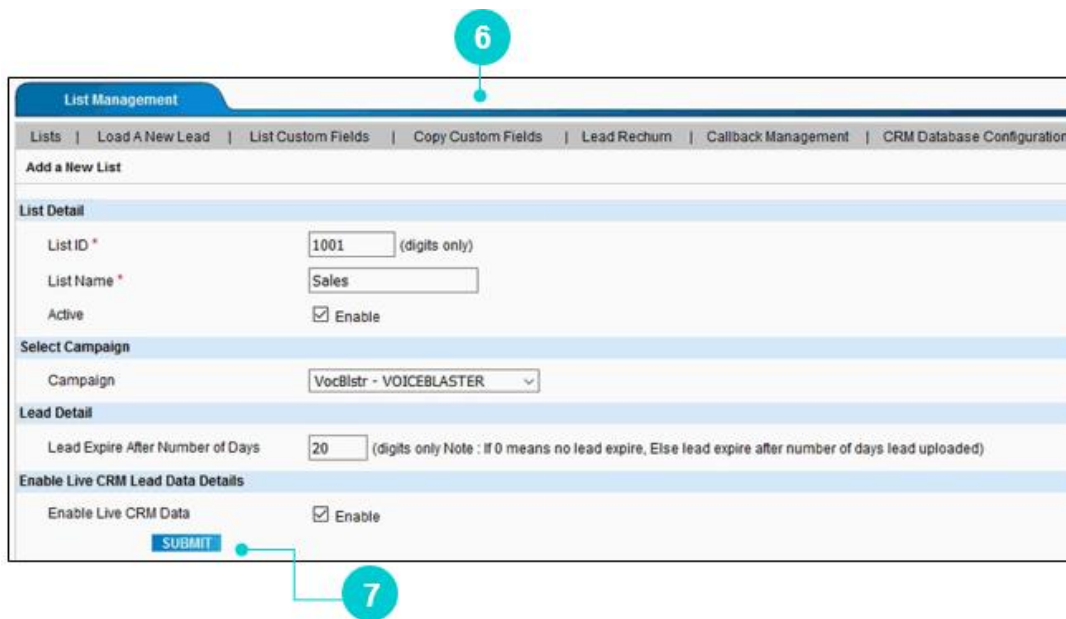 6
List Management
Lists | Load A New Lead | List Custom Fields | Copy Custom Fields | Lead Rechurn | Callback Management | CRM Database Configuration
Add a New List
List Detail
List ID * 1001 (digits only)
List Name * Sales
Active Enable
Select Campaign
Campaign VocBlstr - VOICEBLASTER
Lead Detail
Lead Expire After Number of Days 20 (digits only Note : If 0 means no lead expire, Else lead expire after number of days lead uploaded)
Enable Live CRM Lead Data Details
Enable Live CRM Data Enable
SUBMIT
7